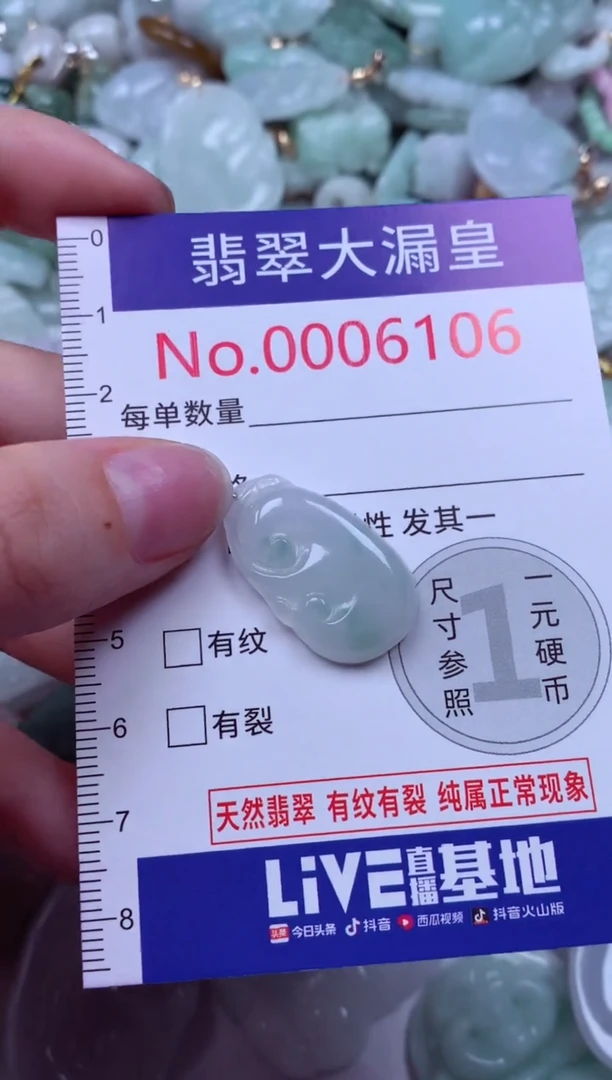 0
翡翠大漏皇
1
No.0006106
2
每单数量
性 发其一
尺寸参照
1
一元硬币
5
有纹
6
有裂
7
天然翡翠 有纹有裂 纯属正常现象
8
LiVE直播基地
头条 今日头条 抖音 西瓜视频 抖音火山版